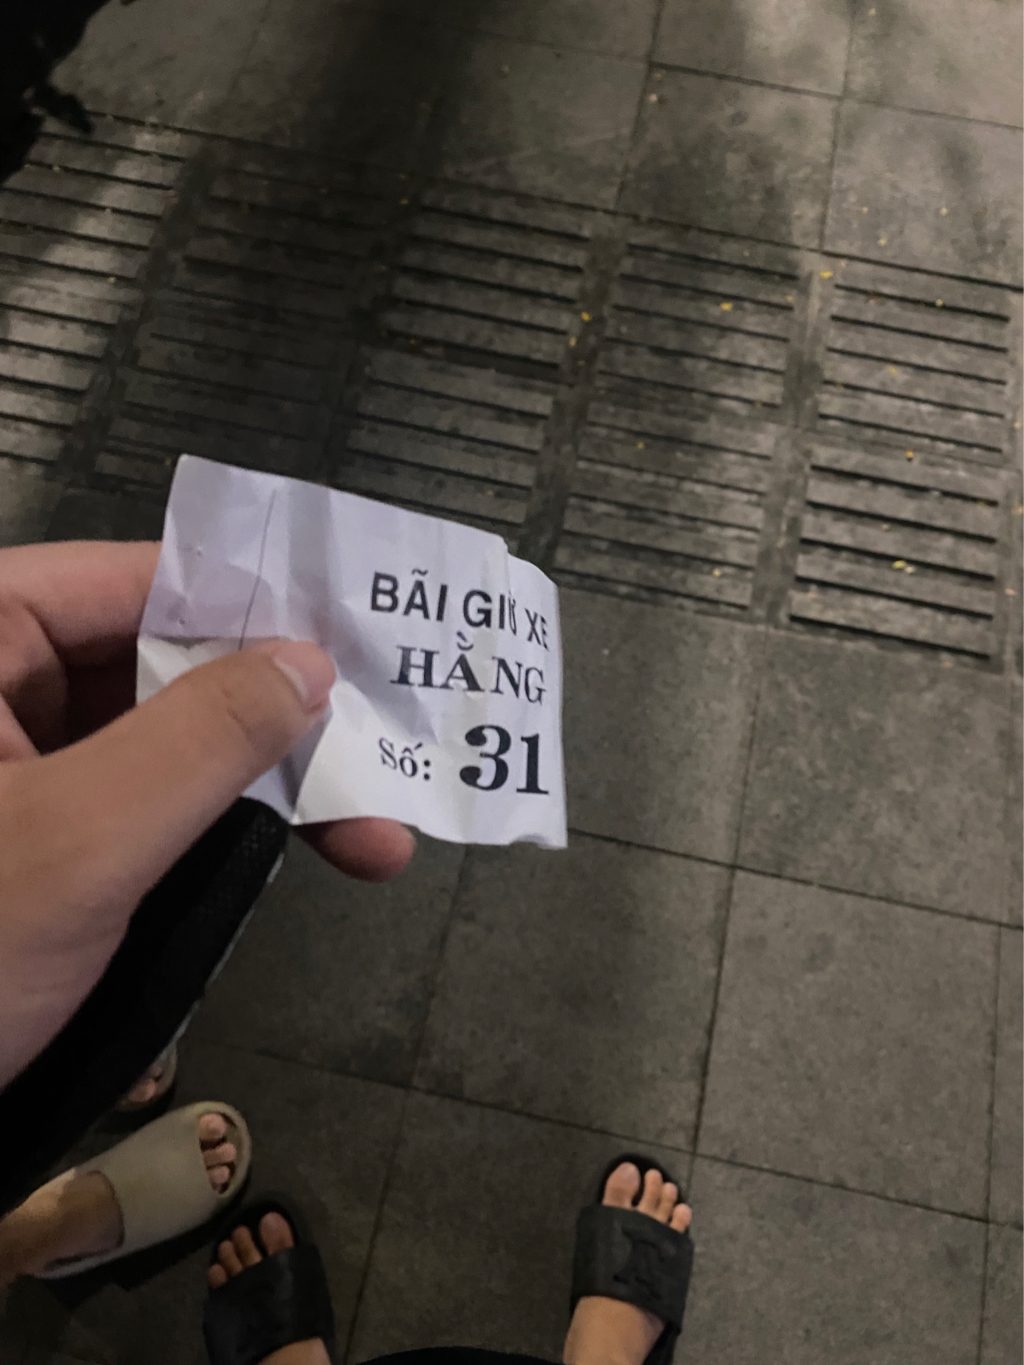 BÃI GIỮ XE
HẰNG
Số: 31